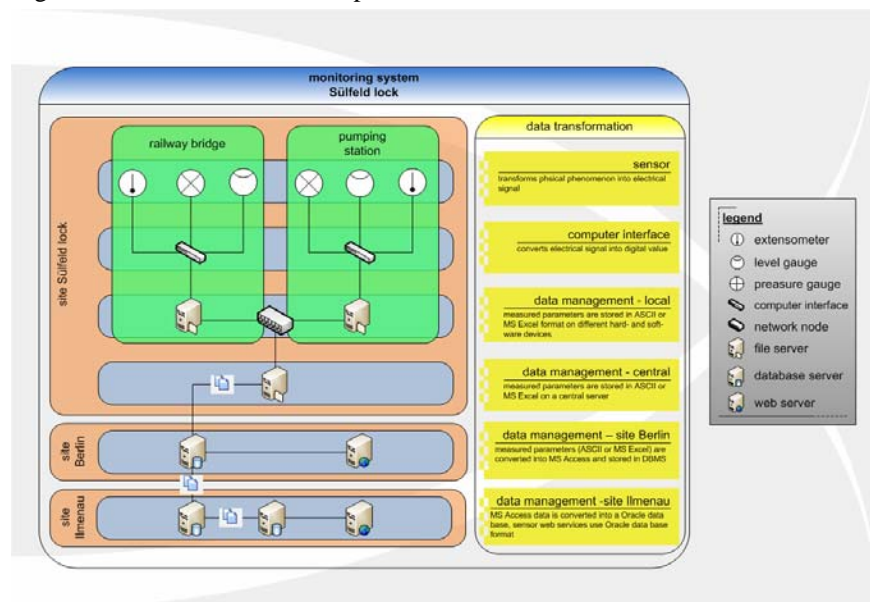 monitoring system
Sülfeld lock
site Sülfeld lock
railway bridge
pumping
station
site
Berlin
site
Ilmenau
data transformation
sensor
transforms phsical phenomenon into electrical
signal
computer interface
converts electrical signal into digital value
data management - local
measured parameters are stored in ASCII or
MS Excel format on different hard- and soft-
ware devices
data management - central
measured parameters are stored in ASCII or
MS Excel on a central server
data management – site Berlin
measured parameters (ASCII or MS Excel) are
converted into MS Access and stored in DBMS
data management -site Ilmenau
MS Access data is converted into a Oracle data
base, sensor web services use Oracle data base
format
legend
extensometer
level gauge
preasure gauge
computer interface
network node
file server
database server
web server